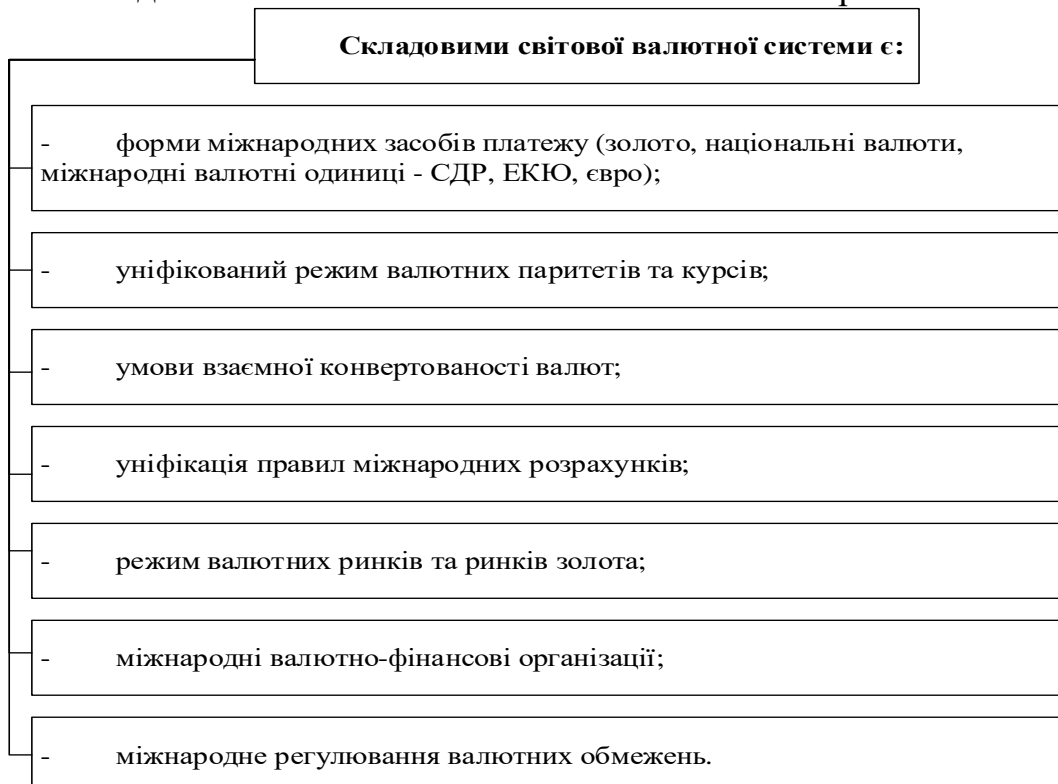 Складовими світової валютної системи є:
- форми міжнародних засобів платежу (золото, національні валюти,
міжнародні валютні одиниці - СДР, ЕКЮ, євро);
- уніфікований режим валютних паритетів та курсів;
- умови взаємної конвертованості валют;
- уніфікація правил міжнародних розрахунків;
- режим валютних ринків та ринків золота;
- міжнародні валютно-фінансові організації;
- міжнародне регулювання валютних обмежень.